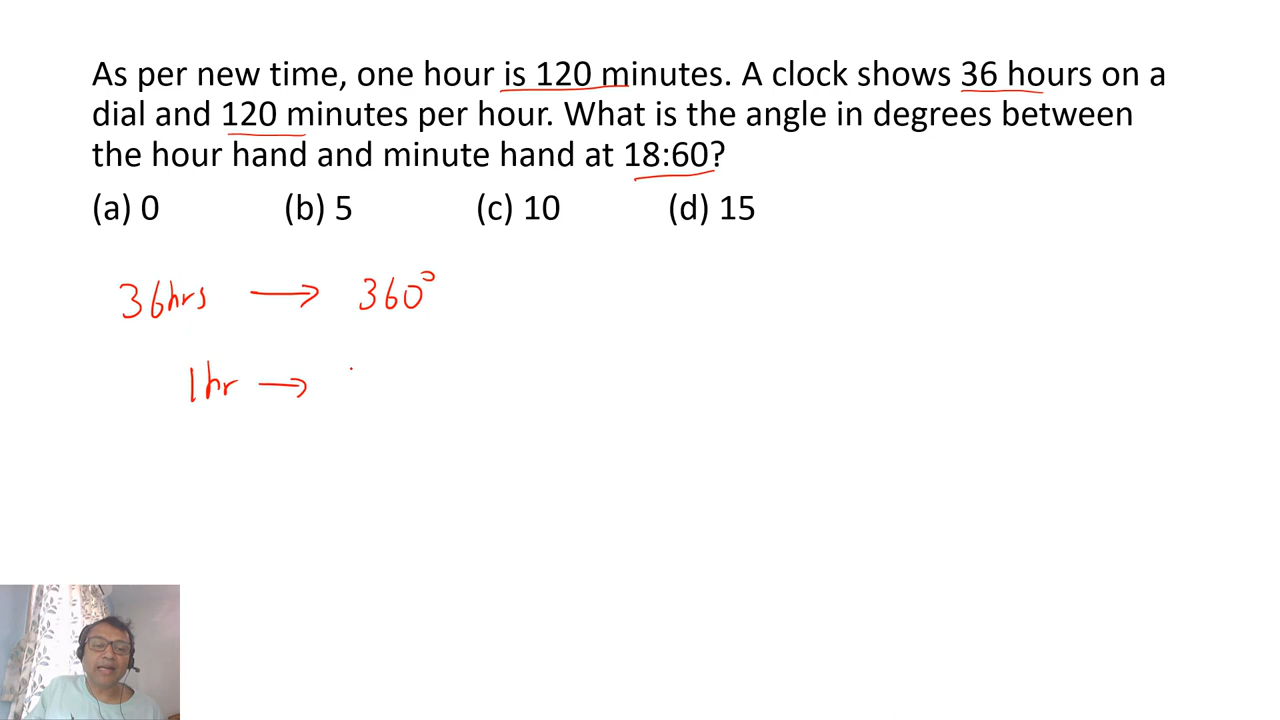 As per new time, one hour is 120 minutes. A clock shows 36 hours on a
dial and 120 minutes per hour. What is the angle in degrees between
the hour hand and minute hand at 18:60?
(a) 0 (b) 5 (c) 10 (d) 15
36hrs → 360°
1hr →